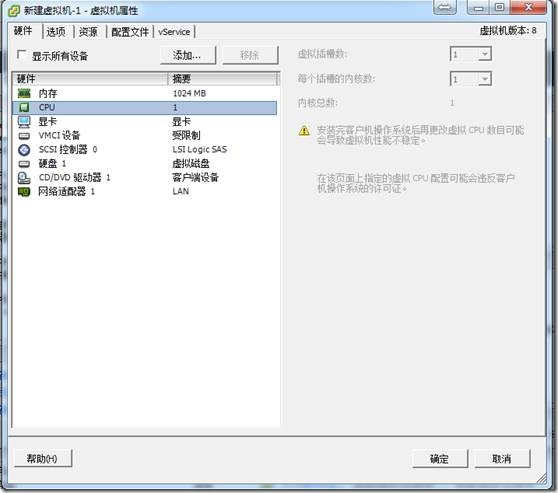 新建虚拟机-1 - 虚拟机属性
硬件 选项 资源 配置文件 vService 虚拟机版本: 8
显示所有设备 添加... 移除
硬件 摘要
内存 1024 MB
CPU 1
显卡 显卡
VMCI 设备 受限制
SCSI 控制器 0 LSI Logic SAS
硬盘 1 虚拟磁盘
CD/DVD 驱动器 1 客户端设备
网络适配器 1 LAN
虚拟插槽数: 1
每个插槽的内核数: 1
内核总数: 1
安装完客户机操作系统后再更改虚拟 CPU 数目可能
会导致虚拟机性能不稳定。
在该页面上指定的虚拟 CPU 配置可能会违反客户
机操作系统的许可证。
帮助(H) 确定 取消